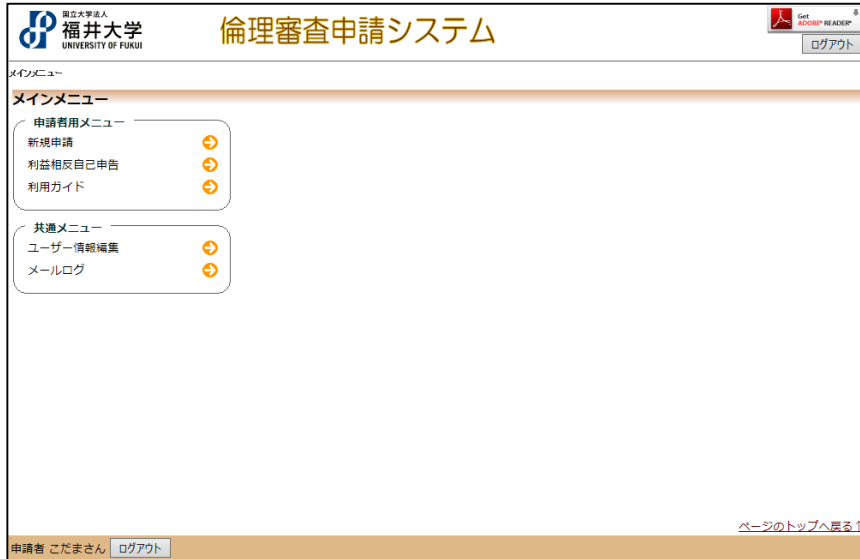 国立大学法人
福井大学
UNIVERSITY OF FUKUI
倫理審査申請システム
Get
ADOBE® READER®
ログアウト
メインメニュー
メインメニュー
申請者用メニュー
新規申請
利益相反自己申告
利用ガイド
共通メニュー
ユーザー情報編集
メールログ
ページのトップへ戻る↑
申請者 こだまさん ログアウト